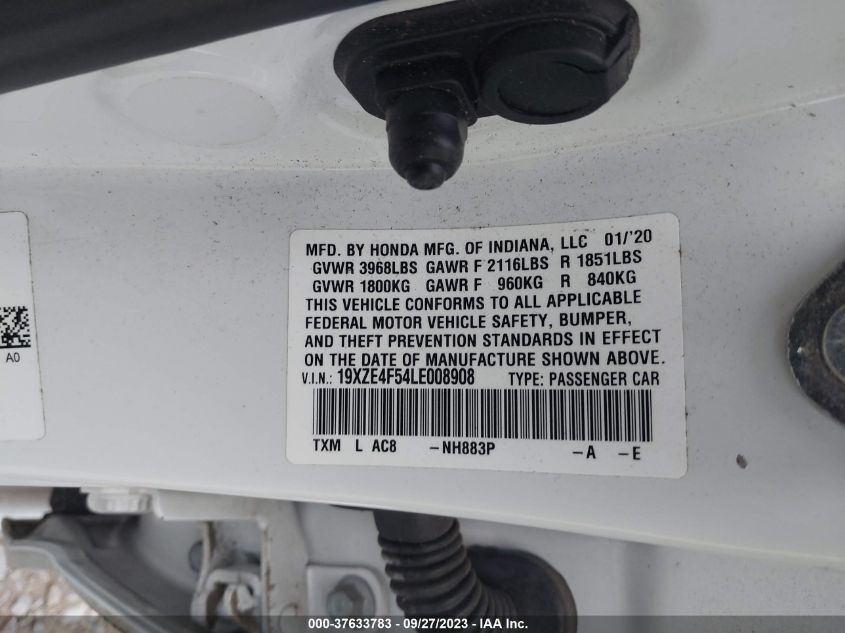 MFD. BY HONDA MFG. OF INDIANA, LLC 01/'20
GVWR 3968LBS GAWR F 2116LBS R 1851LBS
GVWR 1800KG GAWR F 960KG R 840KG
THIS VEHICLE CONFORMS TO ALL APPLICABLE
FEDERAL MOTOR VEHICLE SAFETY, BUMPER,
AND THEFT PREVENTION STANDARDS IN EFFECT
ON THE DATE OF MANUFACTURE SHOWN ABOVE.
V.I.N.: 19XZE4F54LE008908 TYPE: PASSENGER CAR
TXM L AC8 -NH883P -A -E
A0
000-37633783 - 09/27/2023 - IAA Inc.